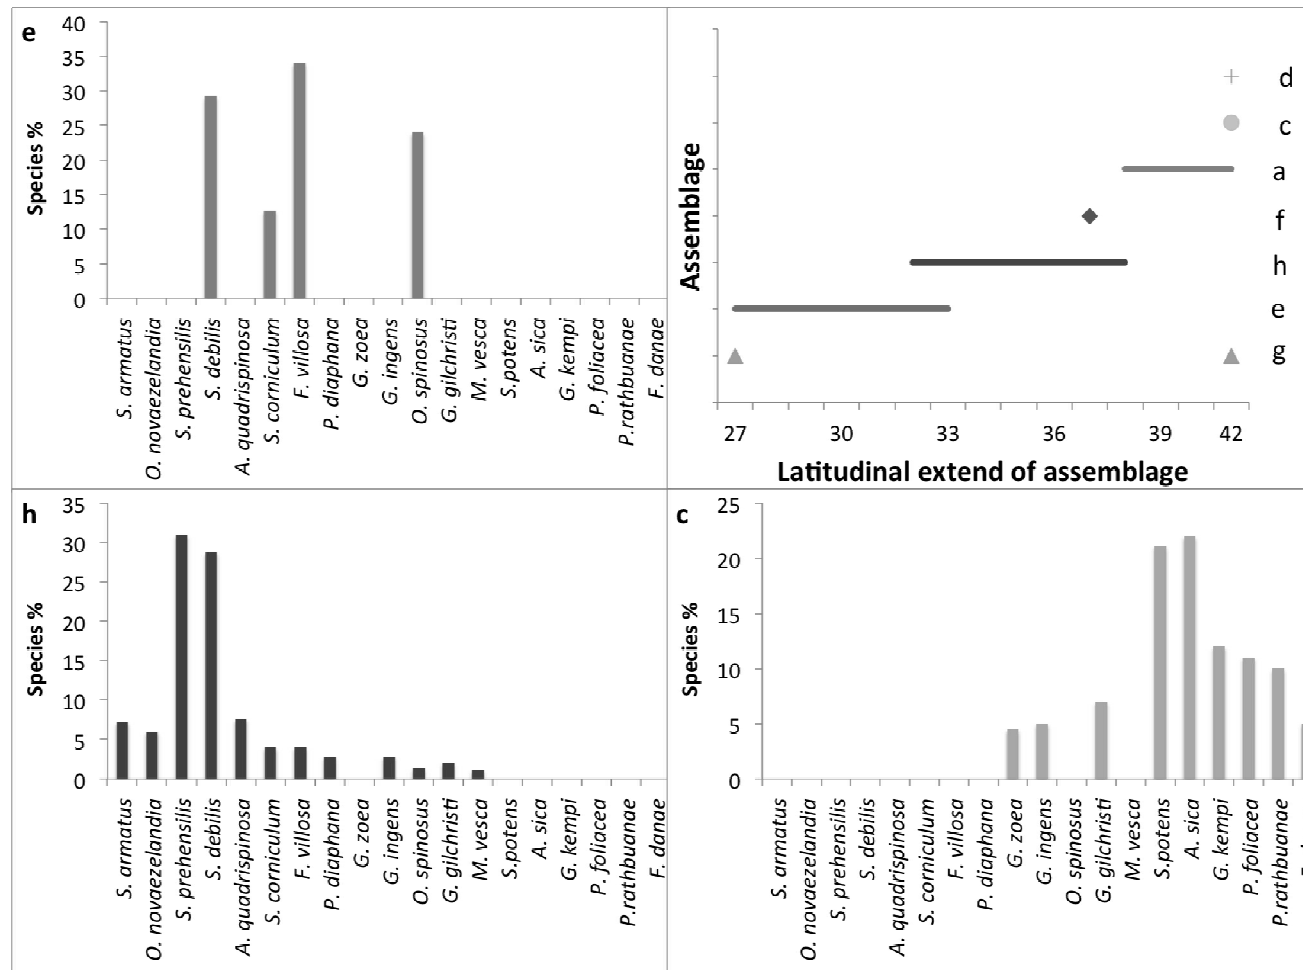 e
40
35
30
25
20
15
10
5
0
Species %
S. armatus
O. novaezelandia
S. prehensilis
S. debilis
A. quadrispinosa
S. corniculum
F. villosa
P. diaphana
G. zoea
G. ingens
O. spinosus
G. gilchristi
M. vesca
S.potens
A. sica
G. kempi
P. foliacea
P.rathbuanae
F. danae
Assemblage
d
c
a
f
h
e
g
27 30 33 36 39 42
Latitudinal extend of assemblage
h
35
30
25
20
15
10
5
0
Species %
S. armatus
O. novaezelandia
S. prehensilis
S. debilis
A. quadrispinosa
S. corniculum
F. villosa
P. diaphana
G. zoea
G. ingens
O. spinosus
G. gilchristi
M. vesca
S.potens
A. sica
G. kempi
P. foliacea
P.rathbuanae
F. danae
c
25
20
15
10
5
0
Species %
S. armatus
O. novaezelandia
S. prehensilis
S. debilis
A. quadrispinosa
S. corniculum
F. villosa
P. diaphana
G. zoea
G. ingens
O. spinosus
G. gilchristi
M. vesca
S.potens
A. sica
G. kempi
P. foliacea
P.rathbuanae